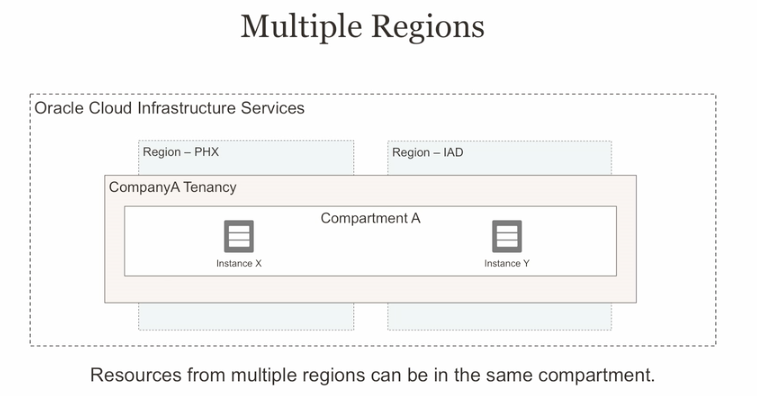 Multiple Regions
Oracle Cloud Infrastructure Services
Region – PHX
Region – IAD
CompanyA Tenancy
Compartment A
Instance X
Instance Y
Resources from multiple regions can be in the same compartment.